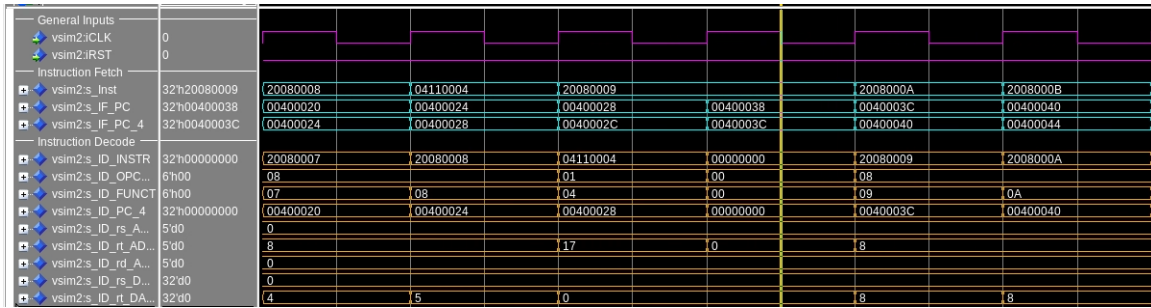 General Inputs
vsim2:iCLK 0
vsim2:iRST 0
Instruction Fetch
vsim2:s_Inst 32'h20080009 20080008 04110004 20080009 2008000A 2008000B
vsim2:s_IF_PC 32'h00400038 00400020 00400024 00400028 00400038 0040003C 00400040
vsim2:s_IF_PC_4 32'h0040003C 00400024 00400028 0040002C 0040003C 00400040 00400044
Instruction Decode
vsim2:s_ID_INSTR 32'h00000000 20080007 20080008 04110004 00000000 20080009 2008000A
vsim2:s_ID_OPC... 6'h00 08 01 00 08
vsim2:s_ID_FUNCT 6'h00 07 08 04 00 09 0A
vsim2:s_ID_PC_4 32'h00000000 00400020 00400024 00400028 00000000 0040003C 00400040
vsim2:s_ID_rs_A... 5'd0 0
vsim2:s_ID_rt_AD... 5'd0 8 17 0 8
vsim2:s_ID_rd_A... 5'd0 0
vsim2:s_ID_rs_D... 32'd0 0
vsim2:s_ID_rt_DA... 32'd0 4 5 0 8 8